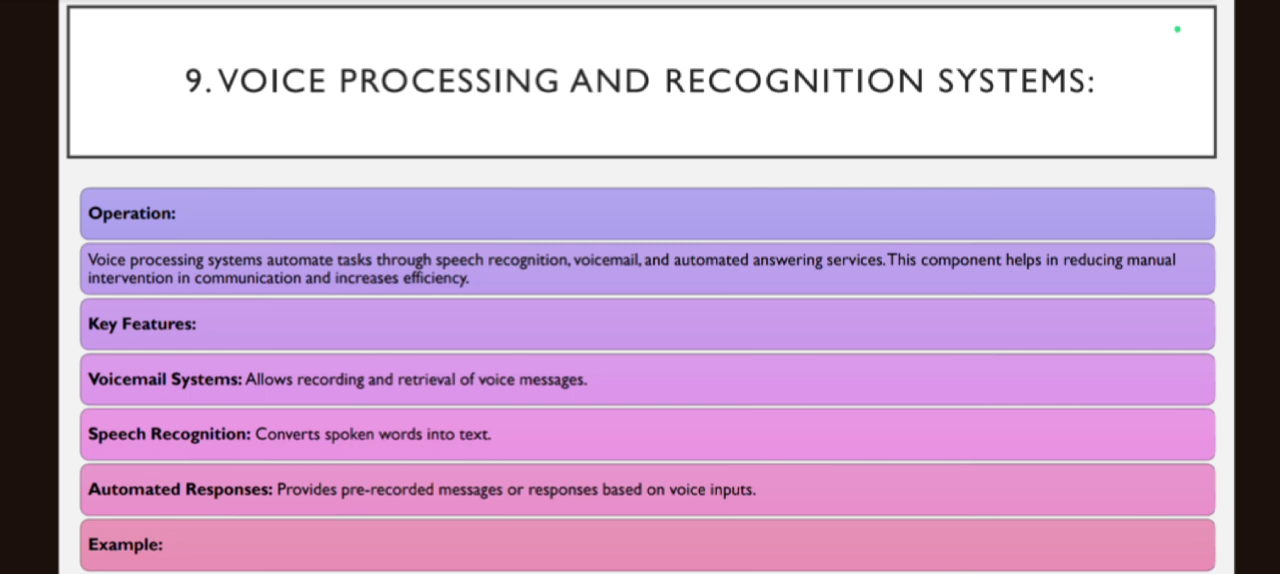 9. VOICE PROCESSING AND RECOGNITION SYSTEMS:
Operation:
Voice processing systems automate tasks through speech recognition, voicemail, and automated answering services. This component helps in reducing manual
intervention in communication and increases efficiency.
Key Features:
Voicemail Systems: Allows recording and retrieval of voice messages.
Speech Recognition: Converts spoken words into text.
Automated Responses: Provides pre-recorded messages or responses based on voice inputs.
Example: